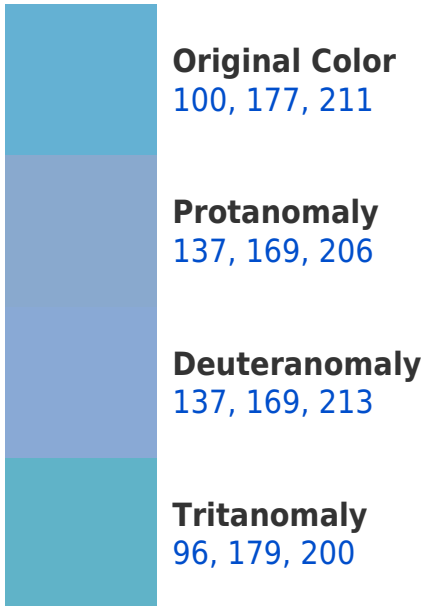 Original Color
100, 177, 211
Protanomaly
137, 169, 206
Deuteranomaly
137, 169, 213
Tritanomaly
96, 179, 200